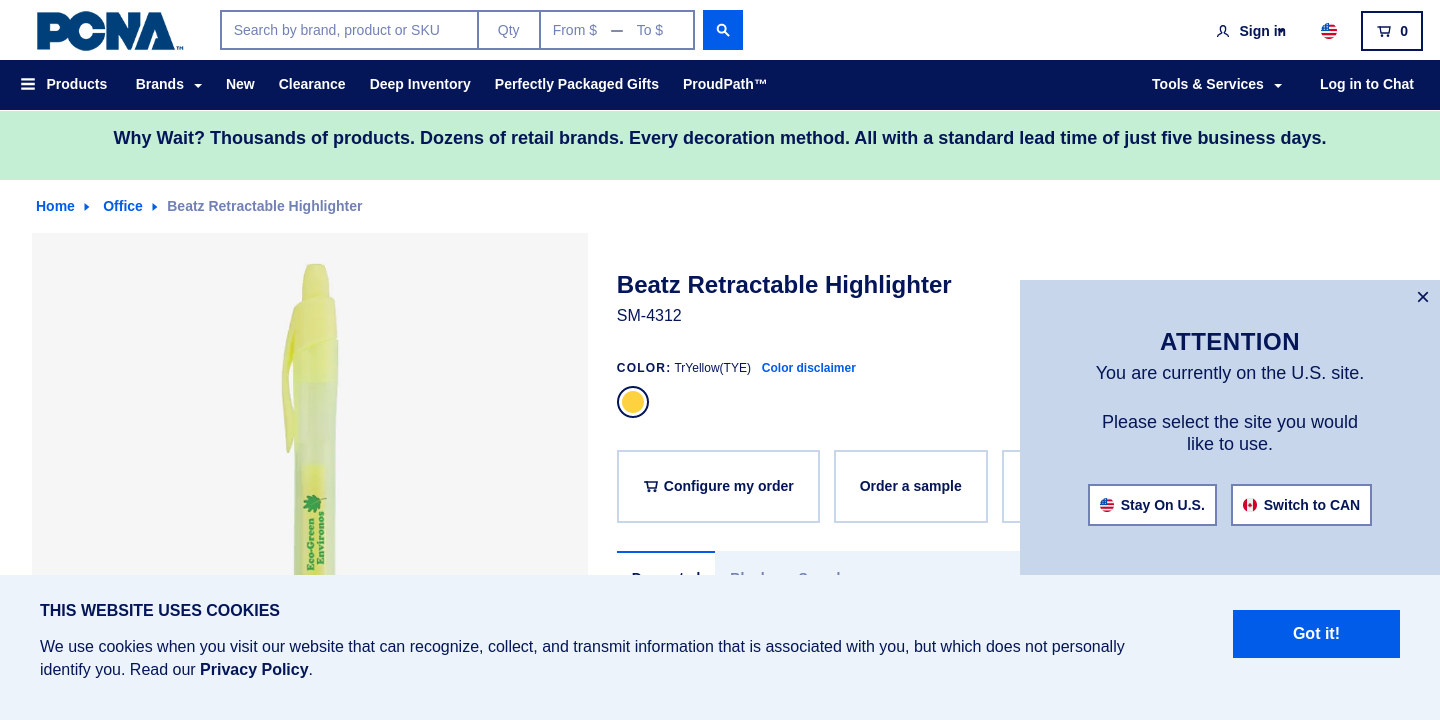 PCNA™
Search by brand, product or SKU
Qty
From $ — To $
Sign in
0
Products
Brands
New
Clearance
Deep Inventory
Perfectly Packaged Gifts
ProudPath™
Tools & Services
Log in to Chat
Why Wait? Thousands of products. Dozens of retail brands. Every decoration method. All with a standard lead time of just five business days.
Home
Office
Beatz Retractable Highlighter
Eco-Green
Environos
Beatz Retractable Highlighter
SM-4312
COLOR: TrYellow(TYE) Color disclaimer
Configure my order
Order a sample
×
ATTENTION
You are currently on the U.S. site.
Please select the site you would
like to use.
Stay On U.S.
Switch to CAN
THIS WEBSITE USES COOKIES
We use cookies when you visit our website that can recognize, collect, and transmit information that is associated with you, but which does not personally
identify you. Read our Privacy Policy.
Got it!